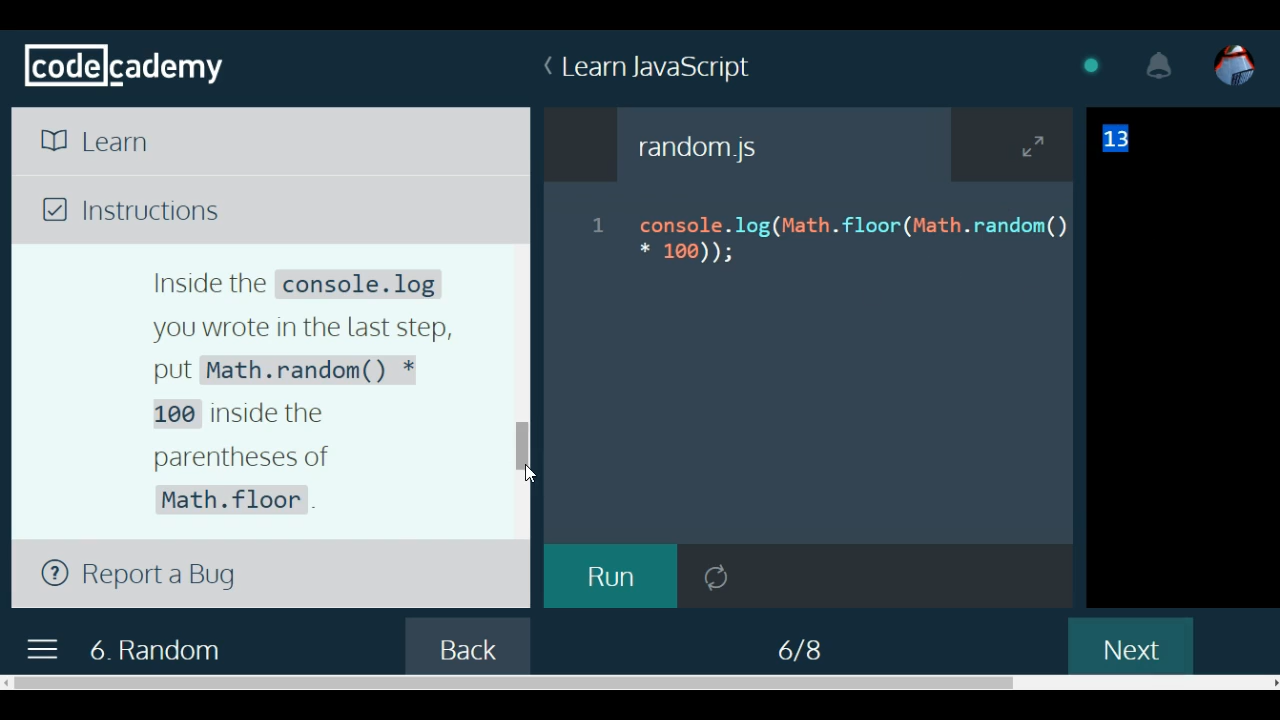 codecademy
Learn JavaScript
Learn
Instructions
Inside the console.log
you wrote in the last step,
put Math.random() *
100 inside the
parentheses of
Math.floor.
Report a Bug
random.js
1 console.log(Math.floor(Math.random()
* 100));
Run
13
6. Random
Back
6/8
Next